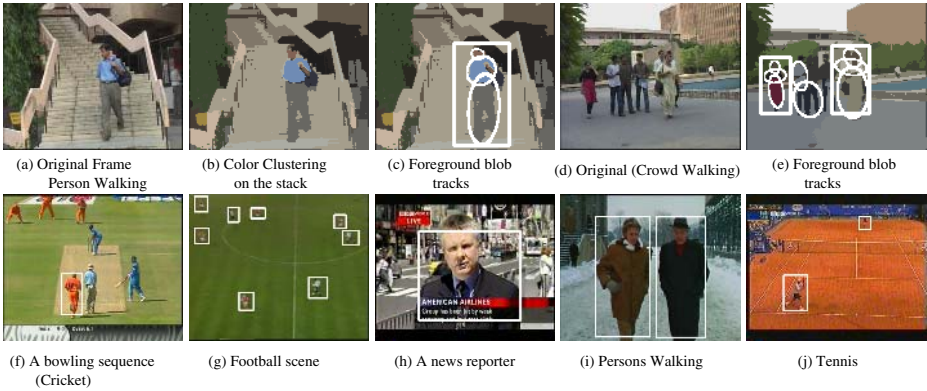 (a) Original Frame
Person Walking
(b) Color Clustering
on the stack
(c) Foreground blob
tracks
(d) Original (Crowd Walking)
(e) Foreground blob
tracks
LIVE
AMERICAN AIRLINES
(f) A bowling sequence
(Cricket)
(g) Football scene
(h) A news reporter
(i) Persons Walking
(j) Tennis